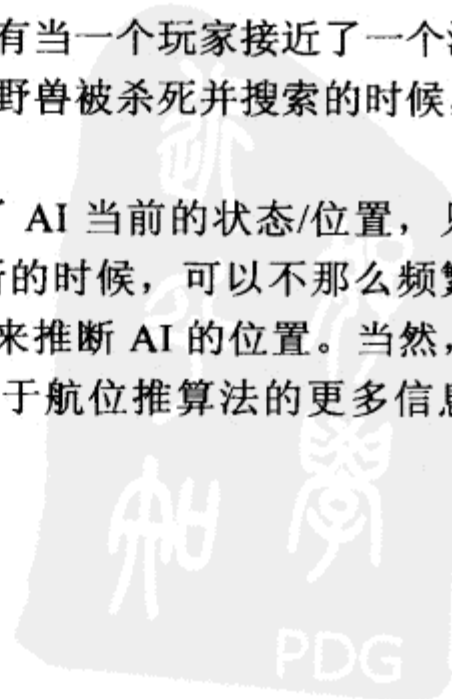 有当一个玩家接近了一个
野兽被杀死并搜索的时候，
AI 当前的状态/位置，
的时候，可以不那么频
来推断 AI 的位置。当然，
于航位推算法的更多信息
PDG